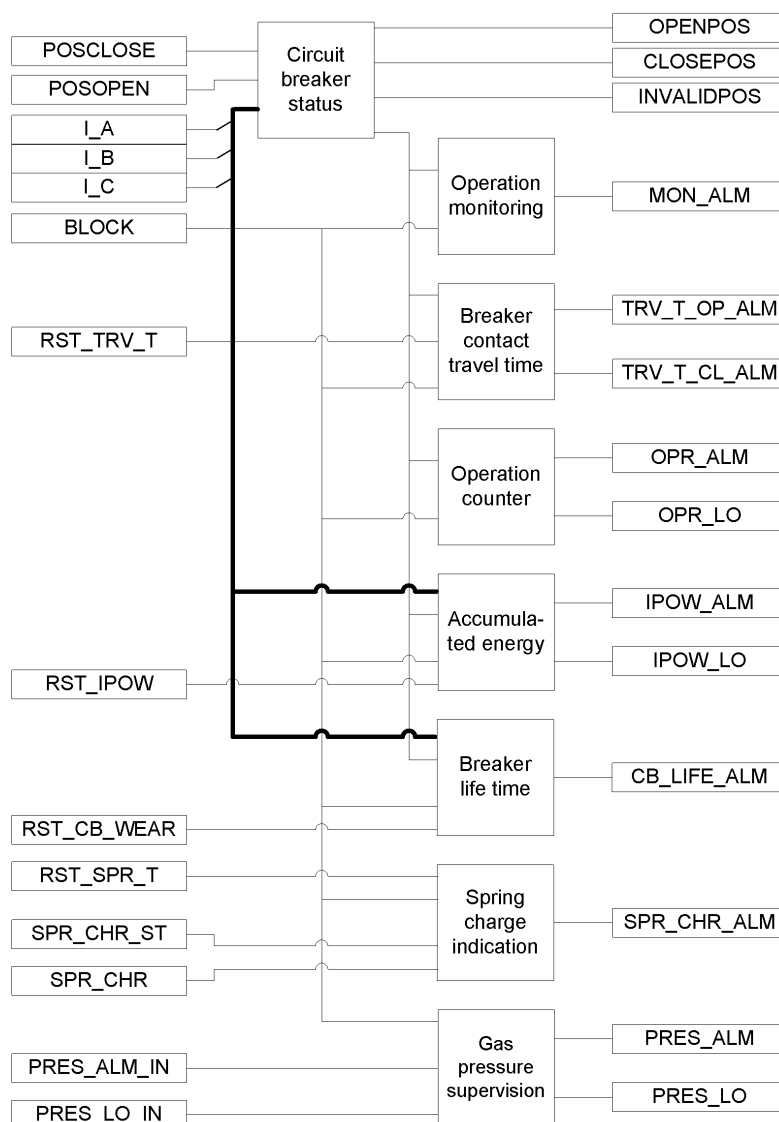 POSCLOSE
POSOPEN
I_A
I_B
I_C
BLOCK
RST_TRV_T
RST_IPOW
RST_CB_WEAR
RST_SPR_T
SPR_CHR_ST
SPR_CHR
PRES_ALM_IN
PRES_LO_IN
Circuit
breaker
status
Operation
monitoring
Breaker
contact
travel time
Operation
counter
Accumula-
ted energy
Breaker
life time
Spring
charge
indication
Gas
pressure
supervision
OPENPOS
CLOSEPOS
INVALIDPOS
MON_ALM
TRV_T_OP_ALM
TRV_T_CL_ALM
OPR_ALM
OPR_LO
IPOW_ALM
IPOW_LO
CB_LIFE_ALM
SPR_CHR_ALM
PRES_ALM
PRES_LO